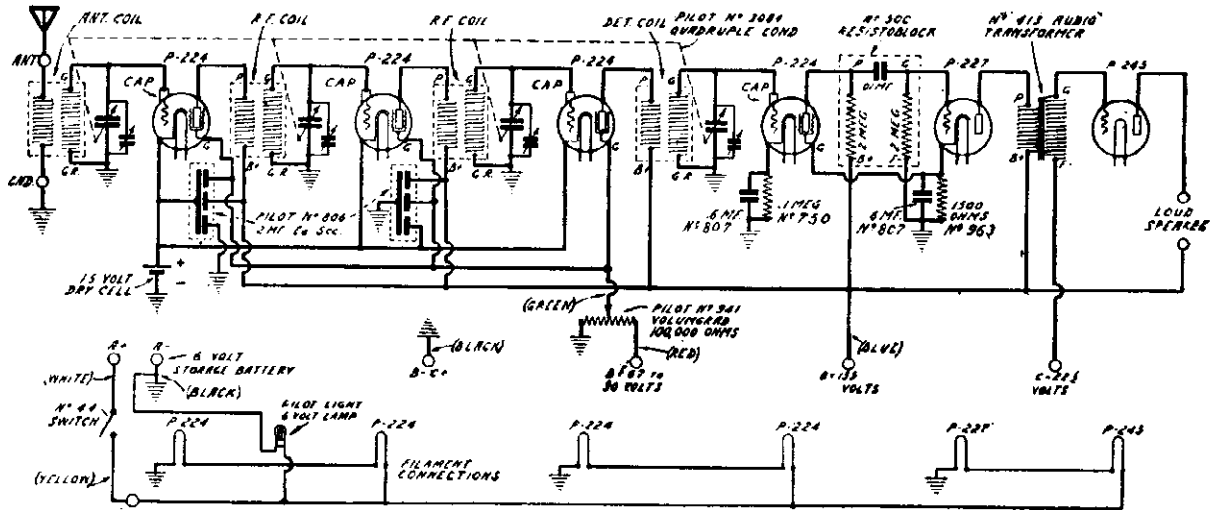 ANT. COIL
R.F. COIL
R.F. COIL
DET. COIL
PILOT Nº 3084
QUADRUPLE COND
Nº 500
RESISTOBLOCK
Nº 413 AUDIO
TRANSFORMER
ANT
P-224
P-224
P-224
P-224
P-227
P-245
CAP
CAP
CAP
CAP
G
P
G
P
G
P
G
P
G
P
G
.01MF
2 MEG
2 MEG
G
G
G
G
B+
B+
B+
B+
B+
G.R.
G.R.
G.R.
G.R.
F
F
GND.
PILOT Nº 806
.2 MF Ea Sec.
.6 MF
Nº 807
.1 MEG
Nº 750
.6 MF
Nº 807
1500
OHMS
Nº 963
LOUD
SPEAKER
1.5 VOLT
DRY CELL
+
-
(GREEN)
PILOT Nº 941
VOLUMGRAD
100,000 OHMS
(BLACK)
(RED)
(BLUE)
B-C+
B+ 67 TO
90 VOLTS
B+135
VOLTS
C-22½
VOLTS
A+
A-
6 VOLT
STORAGE BATTERY
(WHITE)
(BLACK)
Nº 44
SWITCH
PILOT LIGHT
6 VOLT LAMP
P-224
P-224
P-224
P-224
P-227
P-245
(YELLOW)
FILAMENT
CONNECTIONS